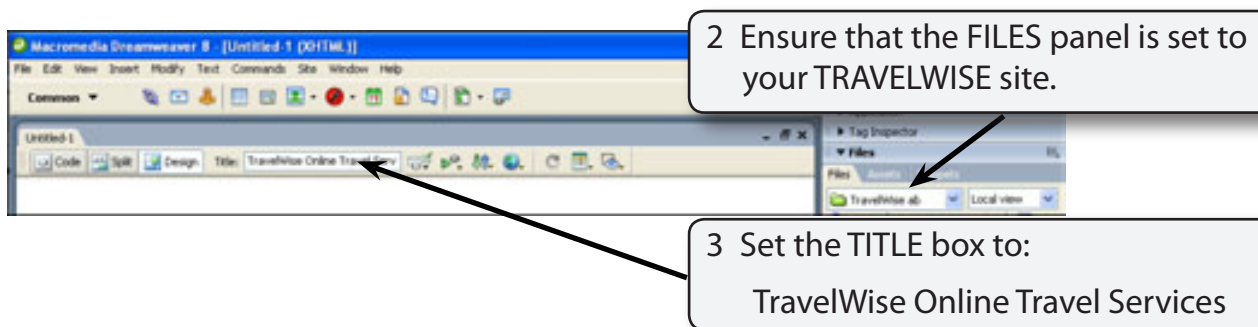 Macromedia Dreamweaver 8 - [Untitled-1 (XHTML)]
File Edit View Insert Modify Text Commands Site Window Help
Common
2 Ensure that the FILES panel is set to
your TRAVELWISE site.
Untitled-1
Tag Inspector
Code Split Design Title: TravelWise Online Travel Serv
Files
Files Assets
TravelWise ab Local view
3 Set the TITLE box to:
TravelWise Online Travel Services